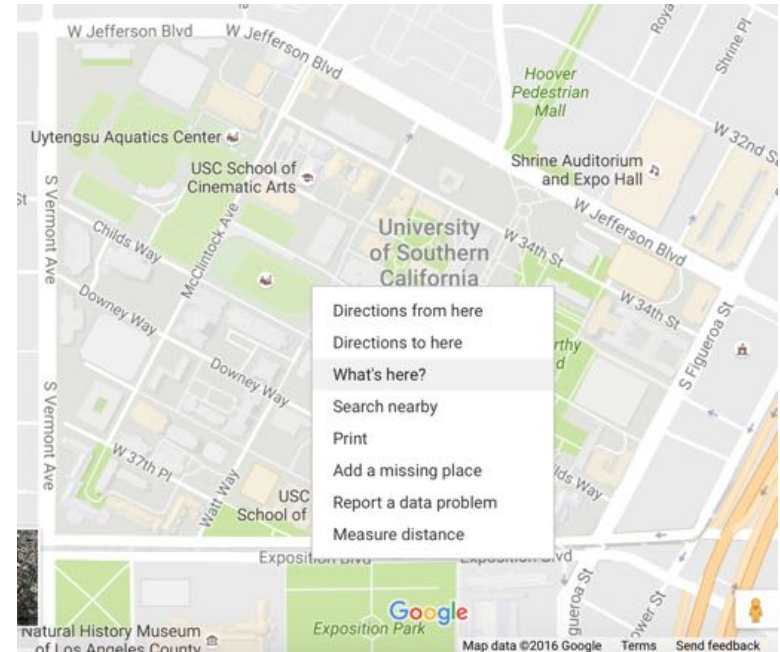 W Jefferson Blvd
W Jefferson Blvd
Hoover
Pedestrian
Mall
Shrine Pl
Uytengsu Aquatics Center
USC School of
Cinematic Arts
Shrine Auditorium
and Expo Hall
W 32nd
S Vermont Ave
Childs Way
McClintock Ave
University
of Southern
California
W 34th St
W Jefferson Blvd
W 34th St
S Figueroa St
Downey Way
Downey Way
Directions from here
Directions to here
What's here?
Search nearby
Print
Add a missing place
Report a data problem
Measure distance
S Vermont Ave
W 37th Pl
Watt Way
USC
School of
Way
Exposition Blvd
Exposition Blvd
Google
Exposition Park
Natural History Museum
of Los Angeles County
Map data ©2016 Google Terms Send feedback